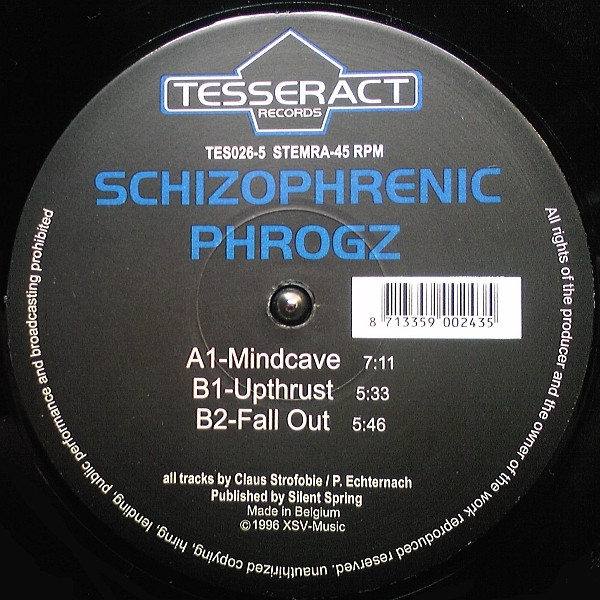 TESSERACT
RECORDS
TES026-5 STEMRA-45 RPM
SCHIZOPHRENIC
PHROGZ
8 713359 002435
A1-Mindcave 7:11
B1-Upthrust 5:33
B2-Fall Out 5:46
all tracks by Claus Strofobie / P. Echternach
Published by Silent Spring
Made in Belgium
©1996 XSV-Music
All rights of the producer and the owner of the work reproduced reserved. unauthorized copying, hirng, lending public performance and broadcasting prohibited